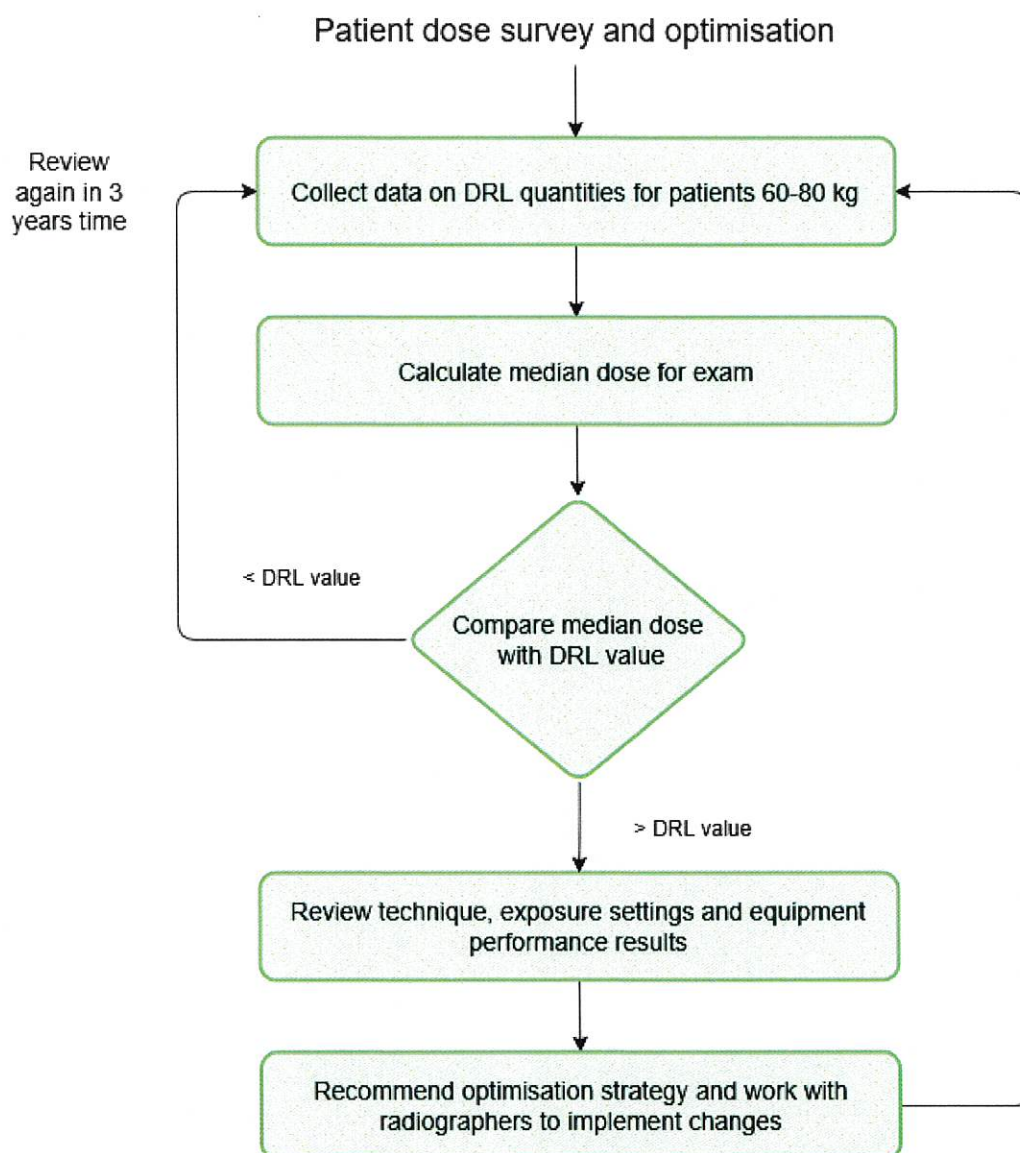 Patient dose survey and optimisation
Review
again in 3
years time
Collect data on DRL quantities for patients 60-80 kg
Calculate median dose for exam
< DRL value
Compare median dose
with DRL value
> DRL value
Review technique, exposure settings and equipment
performance results
Recommend optimisation strategy and work with
radiographers to implement changes